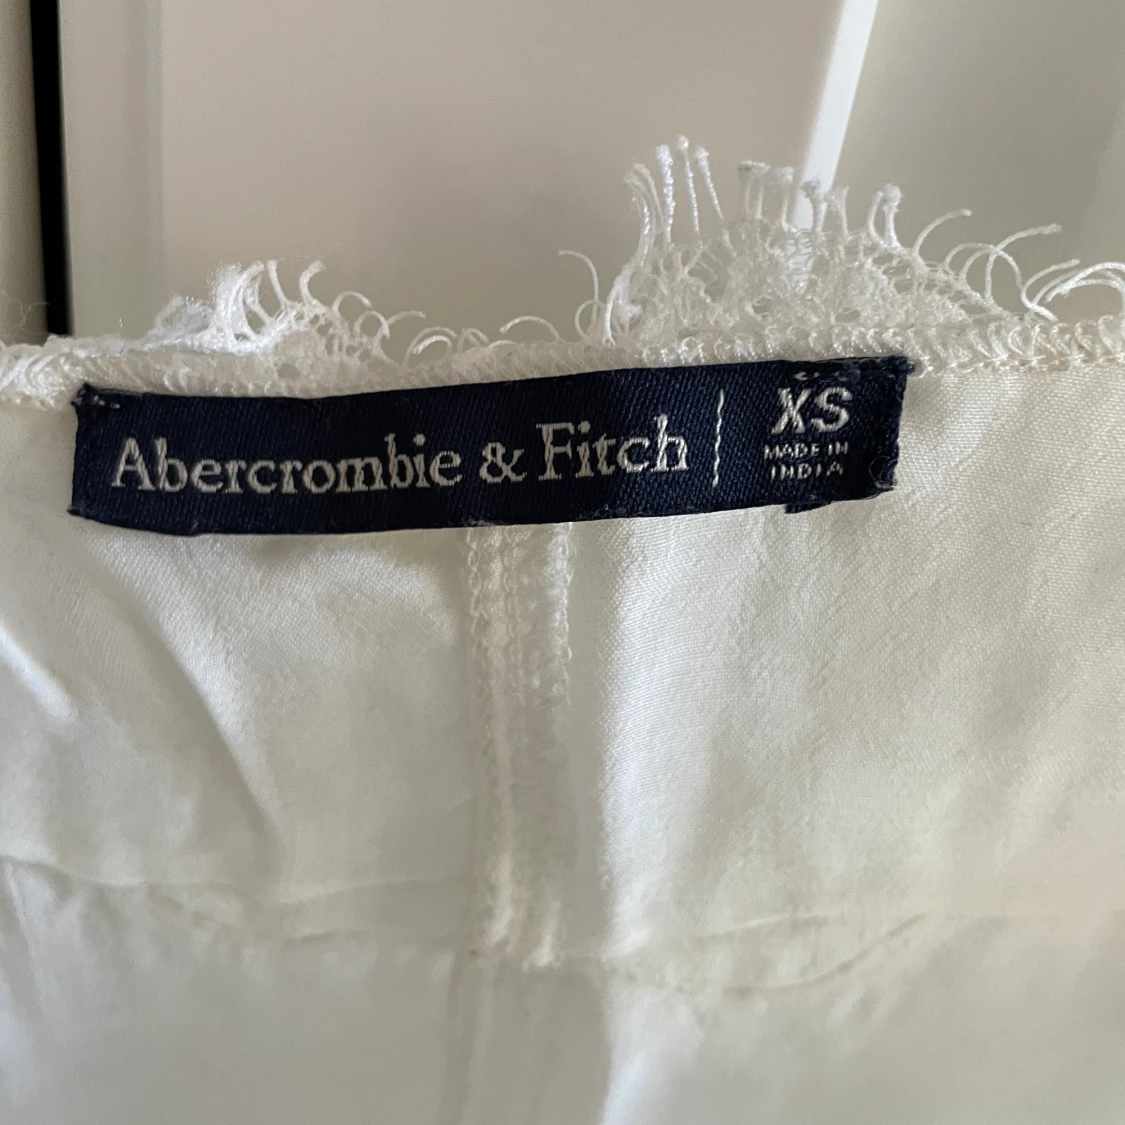 Abercrombie & Fitch | XS
MADE IN
INDIA